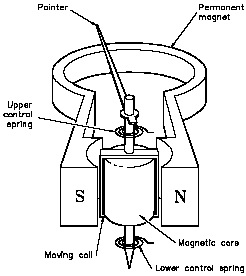 Pointer
Permanent
magnet
Upper
control
spring
S
N
Magnetic core
Moving coil
Lower control spring